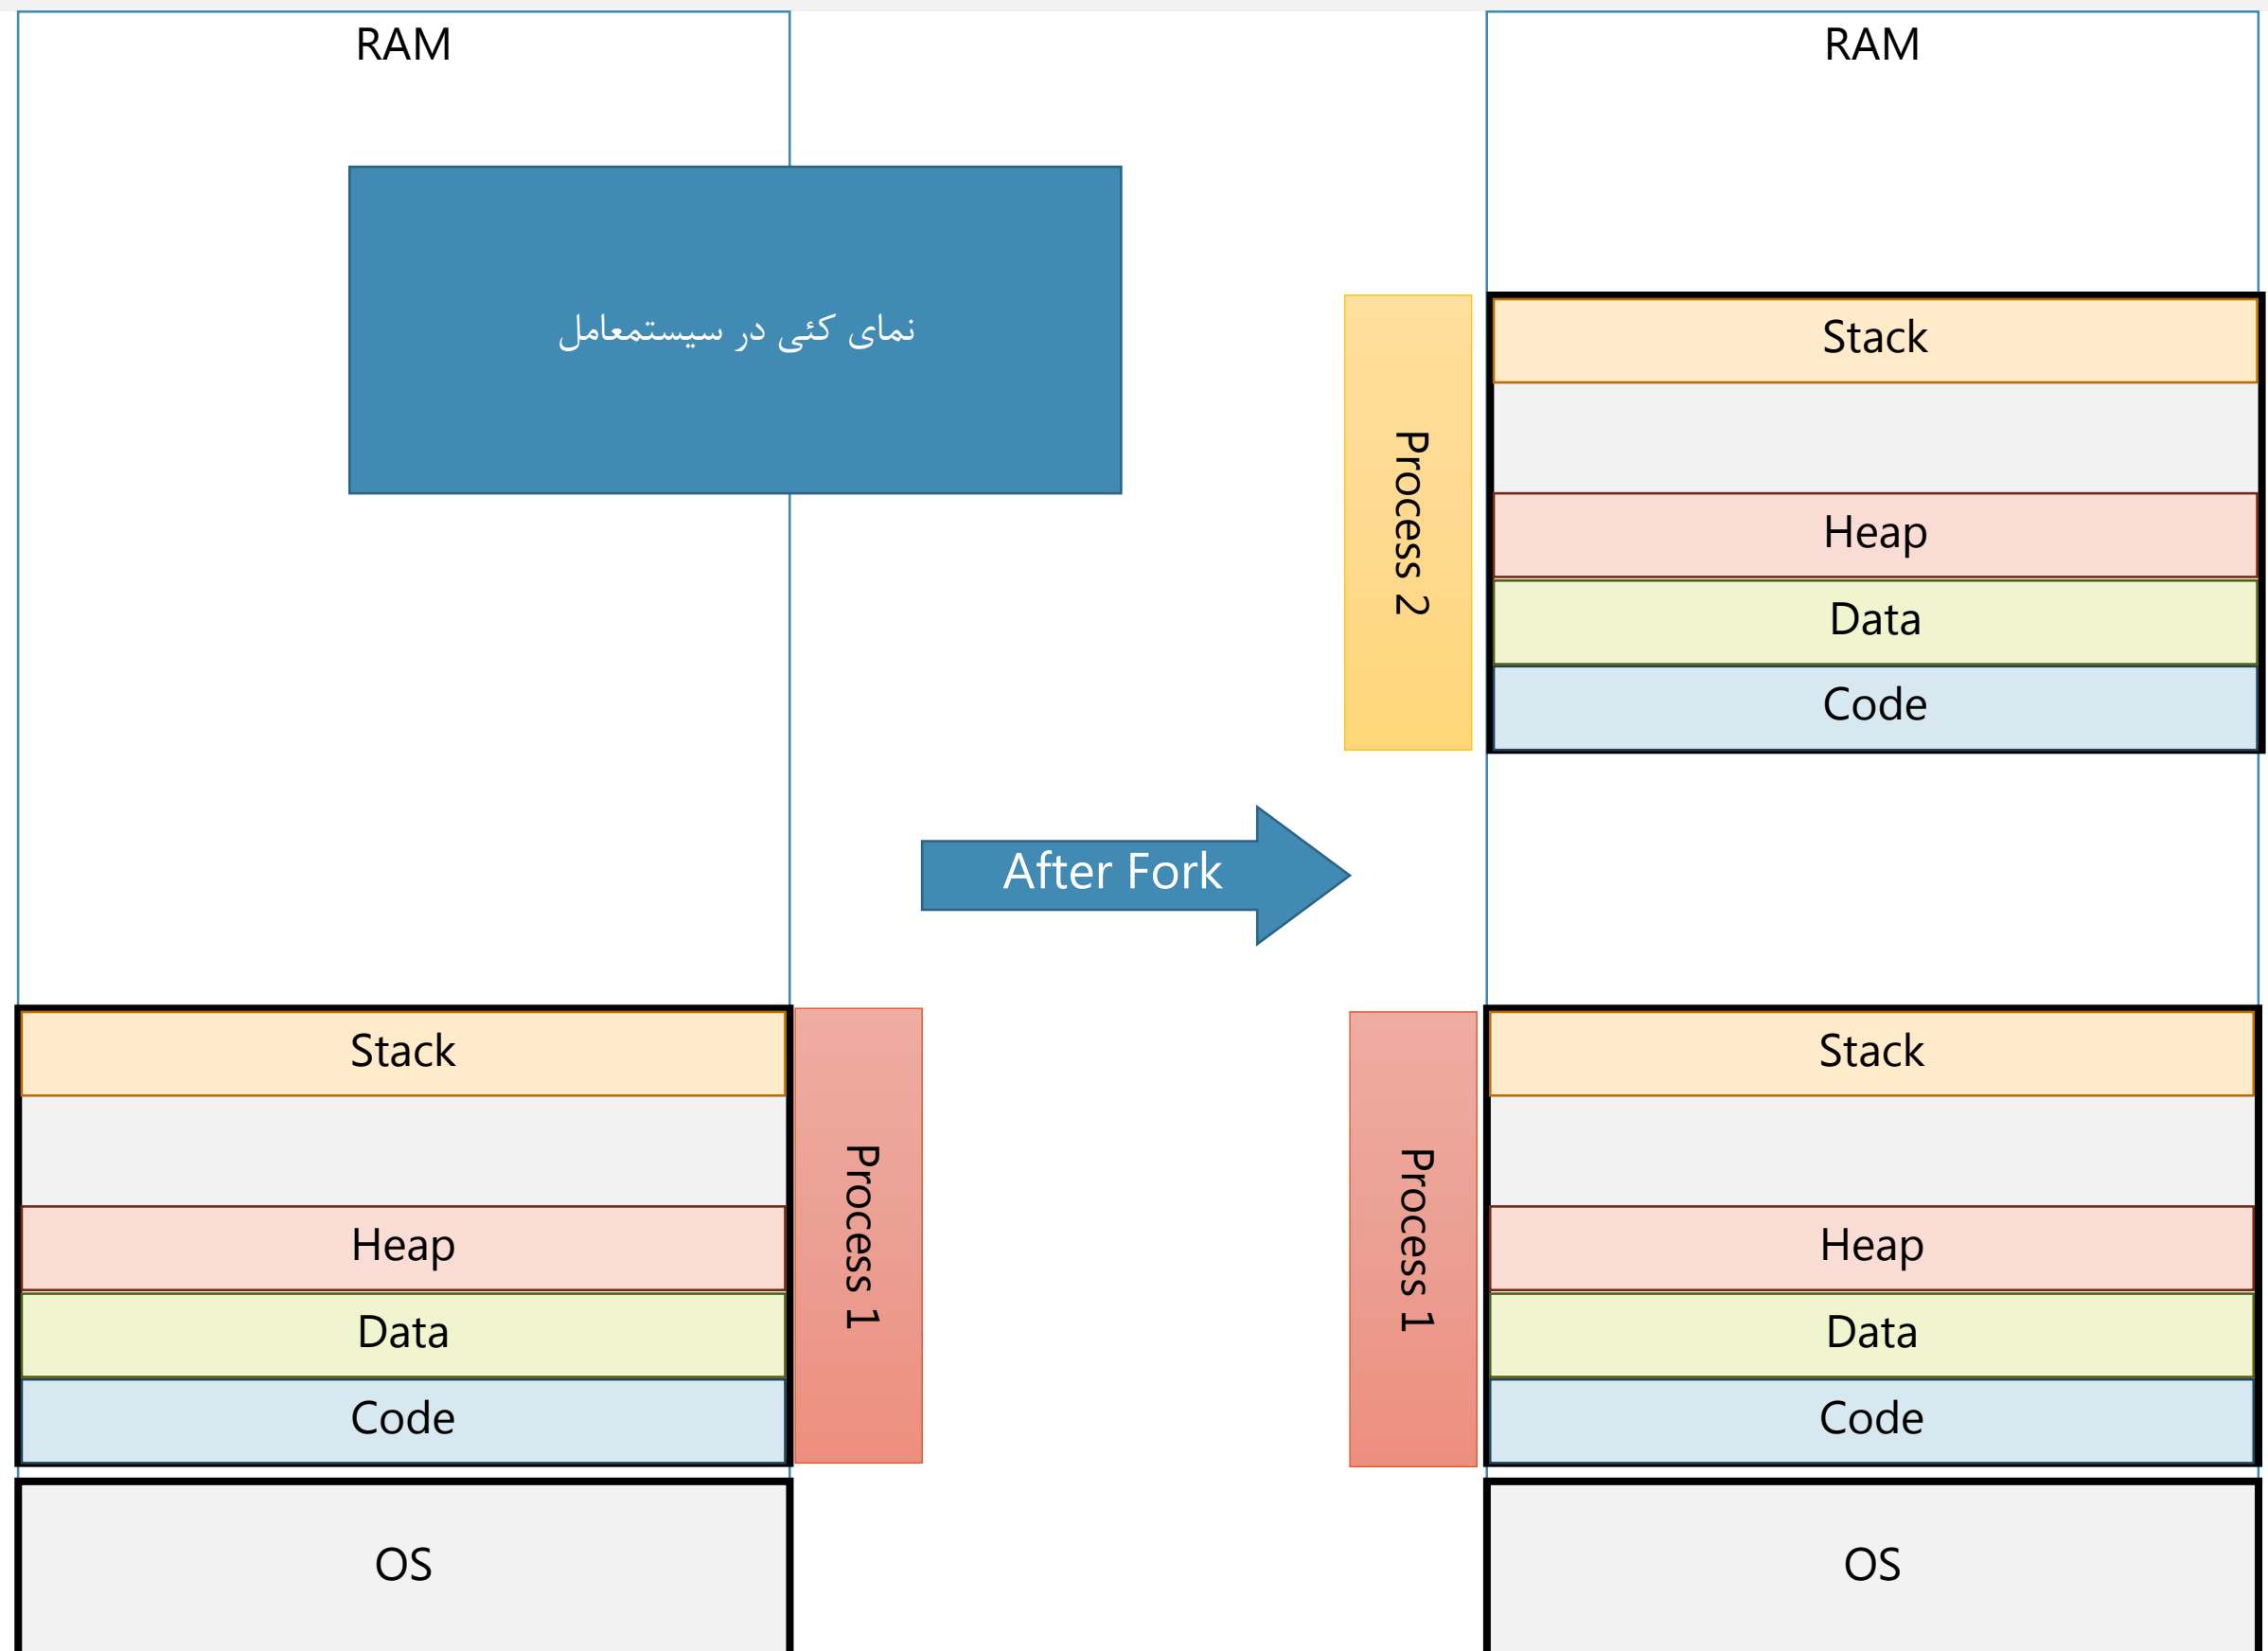 RAM
نمای کئی در سیستمعامل
Stack
Heap
Data
Code
Process 1
OS
After Fork
RAM
Process 2
Stack
Heap
Data
Code
Process 1
Stack
Heap
Data
Code
OS